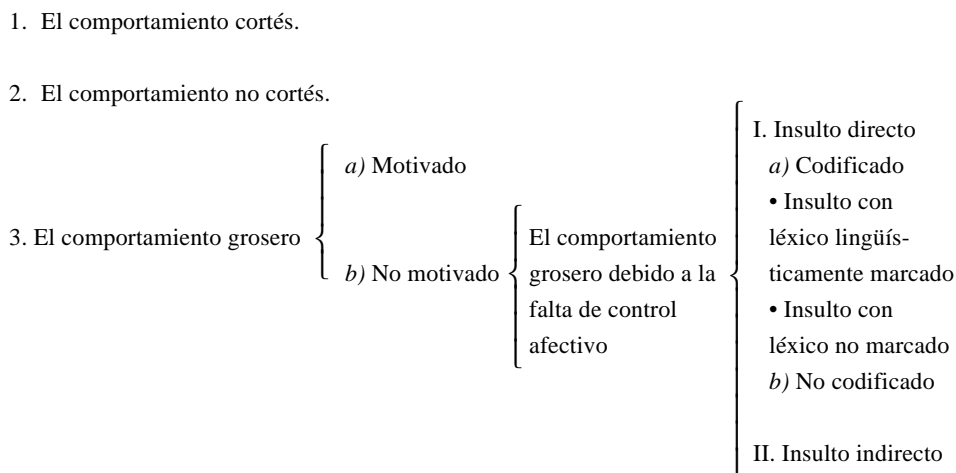 1. El comportamiento cortés.
2. El comportamiento no cortés.
3. El comportamiento grosero
a) Motivado
b) No motivado
El comportamiento
grosero debido a la
falta de control
afectivo
I. Insulto directo
a) Codificado
• Insulto con
léxico lingüís-
ticamente marcado
• Insulto con
léxico no marcado
b) No codificado
II. Insulto indirecto